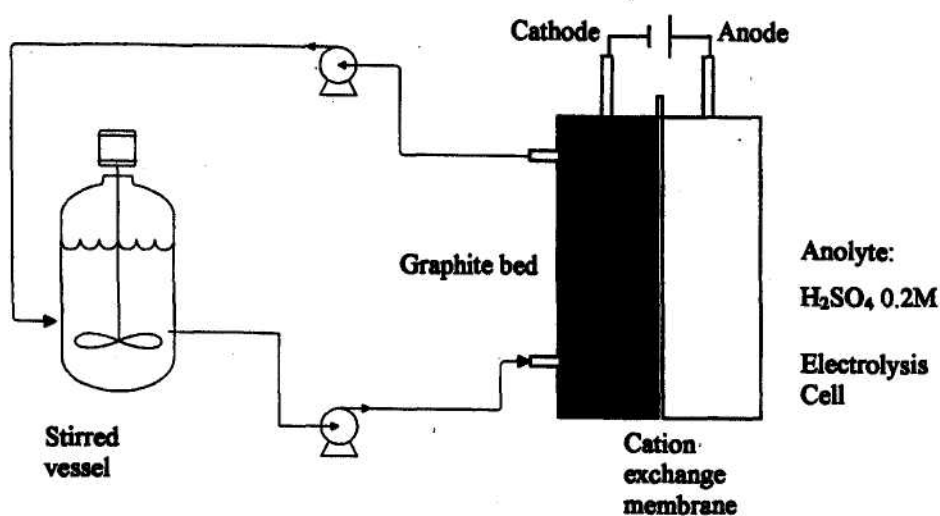 Cathode
Anode
Graphite bed
Anolyte:
H₂SO₄ 0.2M
Electrolysis
Cell
Stirred
vessel
Cation
exchange
membrane